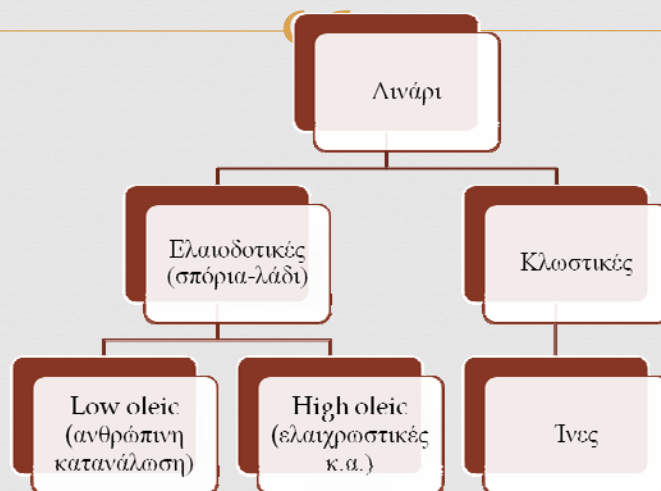 Λινάρι
Ελαιοδοτικές
(σπόρια-λάδι)
Κλωστικές
Low oleic
(ανθρώπινη
κατανάλωση)
High oleic
(ελαιχρωστικές
κ.α.)
Ίνες